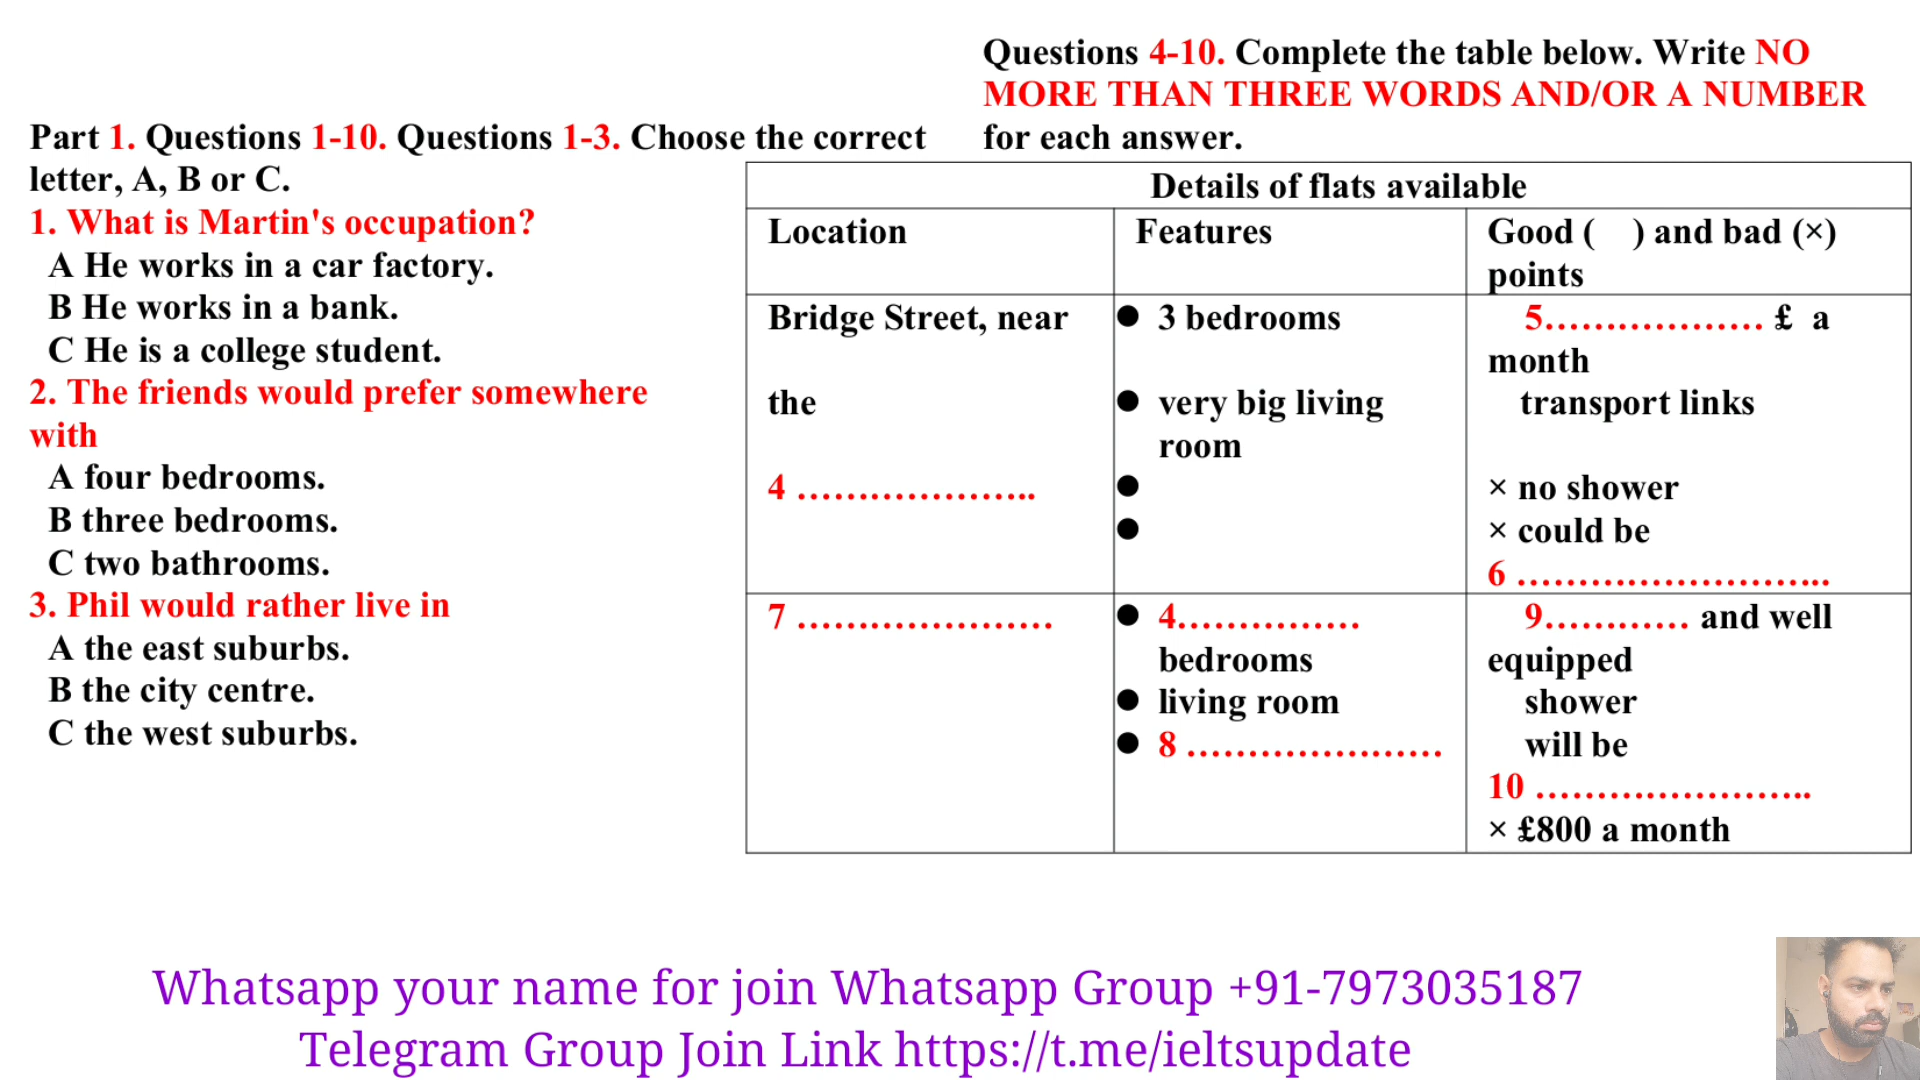 Part 1. Questions 1-10. Questions 1-3. Choose the correct
letter, A, B or C.
1. What is Martin's occupation?
A He works in a car factory.
B He works in a bank.
C He is a college student.
2. The friends would prefer somewhere
with
A four bedrooms.
B three bedrooms.
C two bathrooms.
3. Phil would rather live in
A the east suburbs.
B the city centre.
C the west suburbs.
Questions 4-10. Complete the table below. Write NO
MORE THAN THREE WORDS AND/OR A NUMBER
for each answer.
Details of flats available
Location
Features
Good (   ) and bad (×)
points
Bridge Street, near
the
4 …………………..
● 3 bedrooms
● very big living
room
●
●
5……………… £ a
month
transport links
× no shower
× could be
6 ……………………..
7 …………………
● 4……………
bedrooms
● living room
● 8 …………………
9………… and well
equipped
shower
will be
10 …………………..
× £800 a month
Whatsapp your name for join Whatsapp Group +91-7973035187
Telegram Group Join Link https://t.me/ieltsupdate